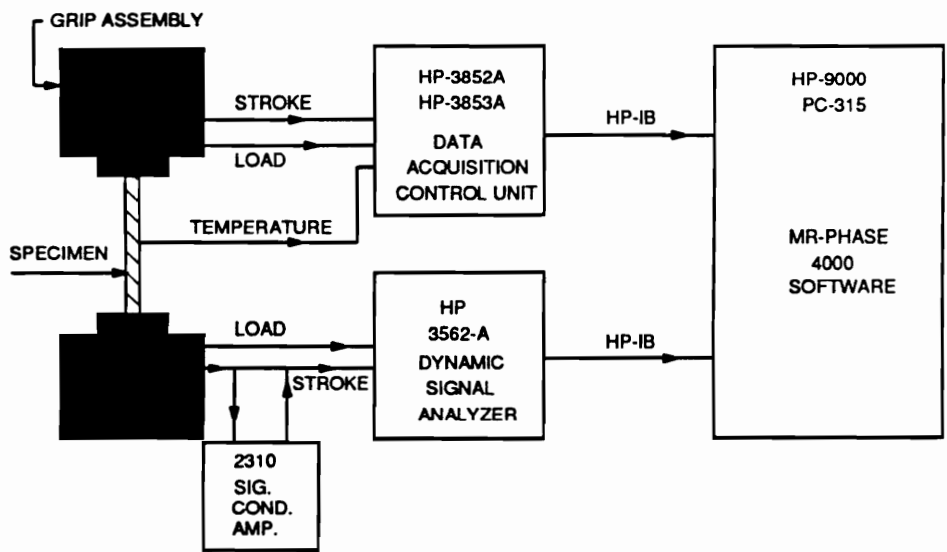 GRIP ASSEMBLY
STROKE
LOAD
TEMPERATURE
SPECIMEN
HP-3852A
HP-3853A
DATA
ACQUISITION
CONTROL UNIT
HP-IB
HP-9000
PC-315
MR-PHASE
4000
SOFTWARE
LOAD
STROKE
HP
3562-A
DYNAMIC
SIGNAL
ANALYZER
HP-IB
2310
SIG.
COND.
AMP.